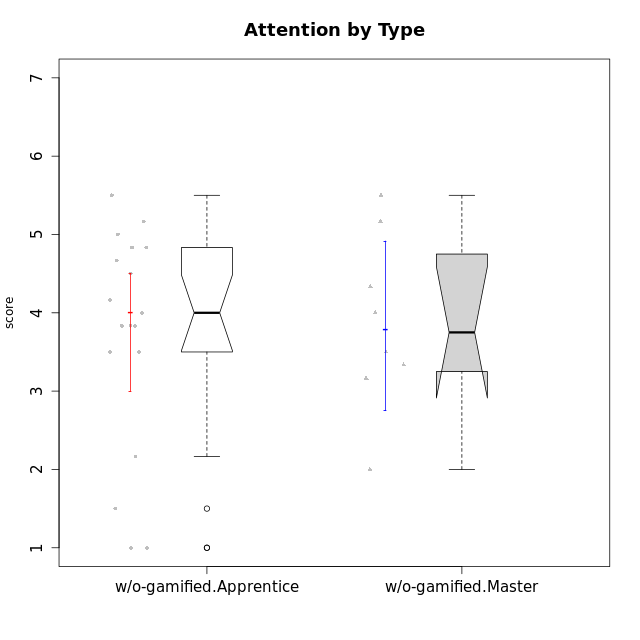 Attention by Type
score
7
6
5
4
3
2
1
w/o-gamified.Apprentice
w/o-gamified.Master